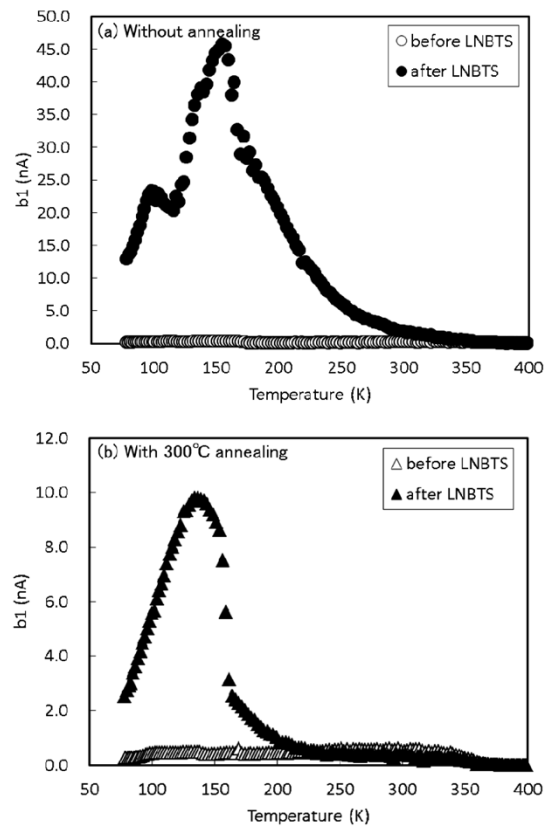 (a) Without annealing
before LNBTS
after LNBTS
50.0
45.0
40.0
35.0
30.0
25.0
20.0
15.0
10.0
5.0
0.0
b1 (nA)
50 100 150 200 250 300 350 400
Temperature (K)
(b) With 300℃ annealing
before LNBTS
after LNBTS
12.0
10.0
8.0
6.0
4.0
2.0
0.0
b1 (nA)
50 100 150 200 250 300 350 400
Temperature (K)